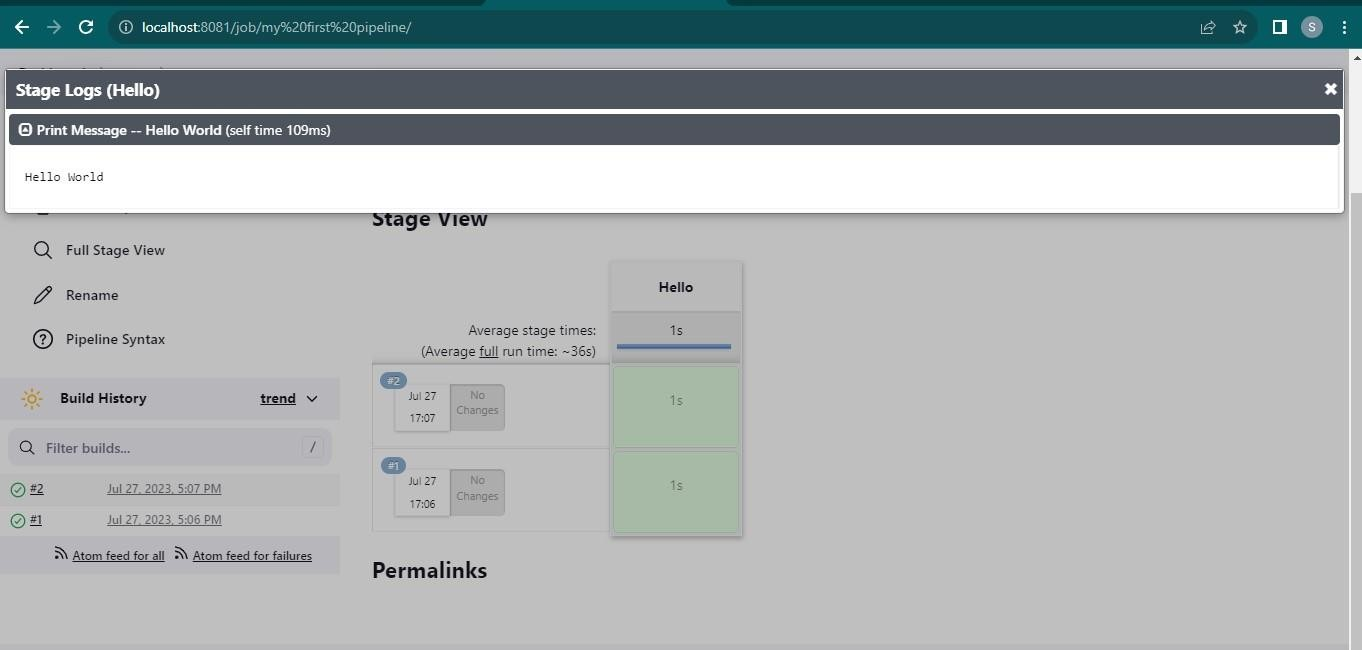 localhost:8081/job/my%20first%20pipeline/
S
Stage Logs (Hello)
Print Message -- Hello World (self time 109ms)
Hello World
Stage View
Full Stage View
Rename
Pipeline Syntax
Hello
Average stage times:
1s
(Average full run time: ~36s)
Build History
trend
#2
Jul 27
17:07
No
Changes
1s
Filter builds...
/
#1
Jul 27
17:06
No
Changes
1s
#2
Jul 27, 2023, 5:07 PM
#1
Jul 27, 2023, 5:06 PM
Atom feed for all
Atom feed for failures
Permalinks